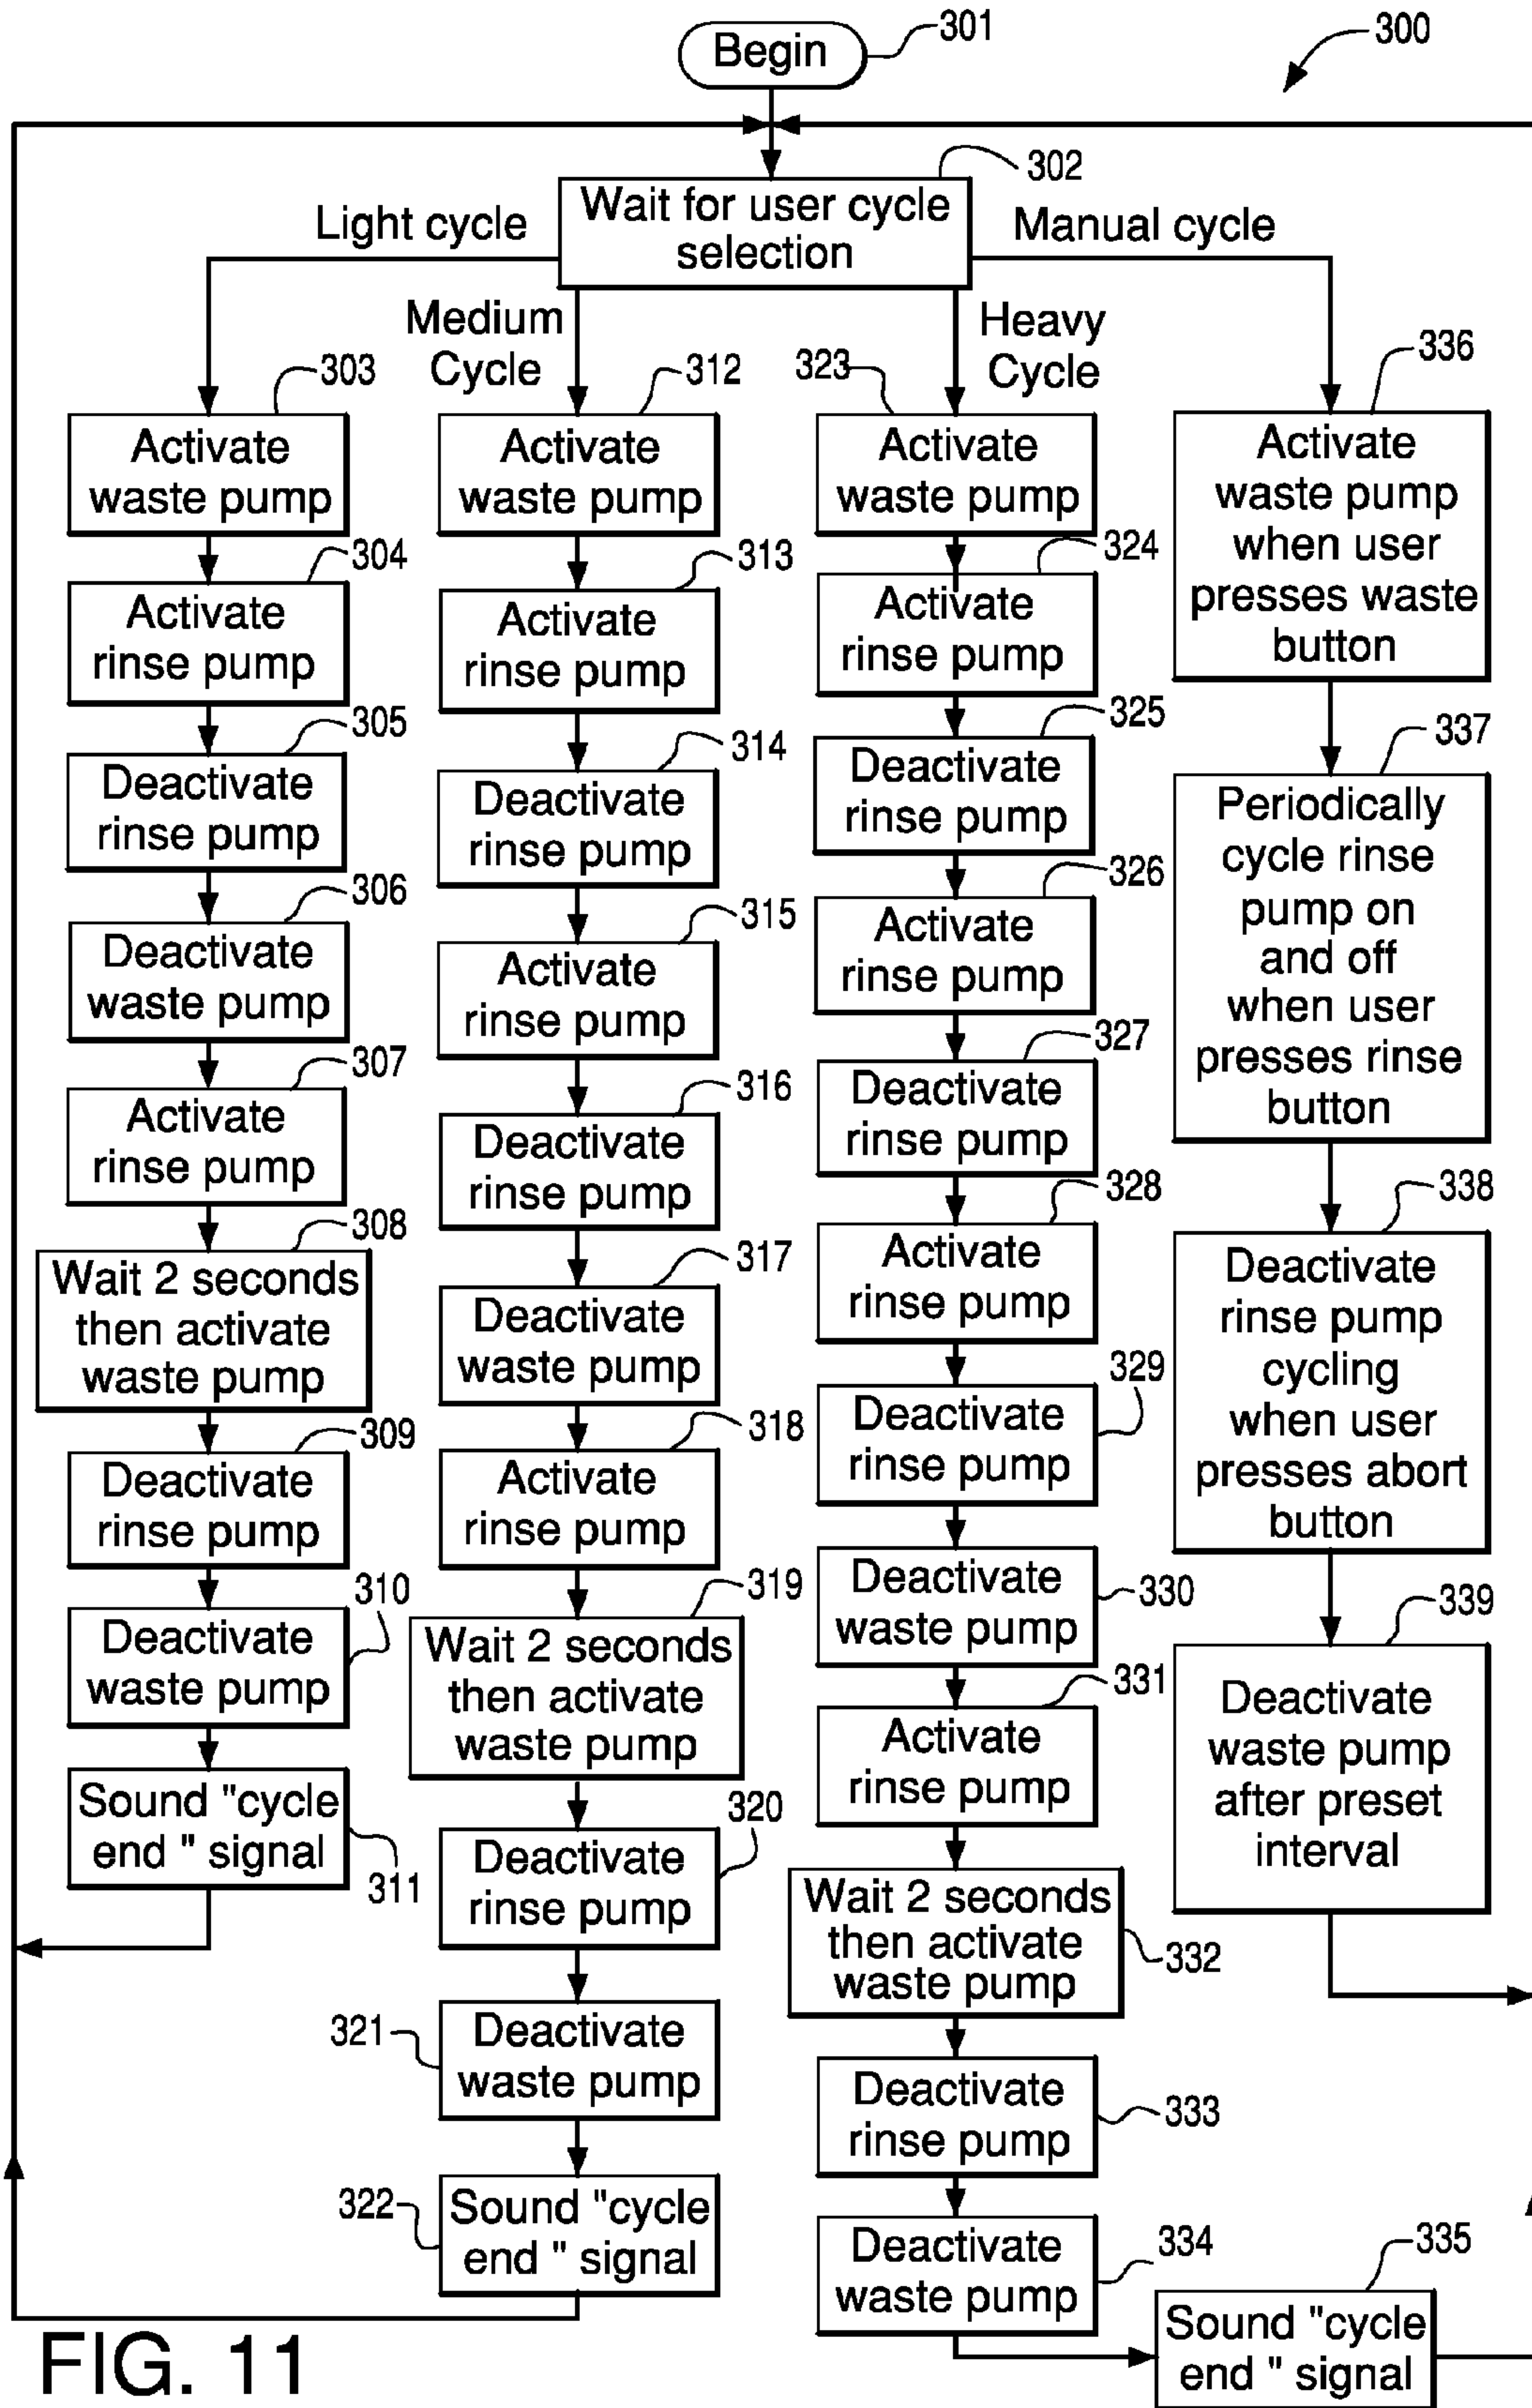 Begin
301
300
302
Wait for user cycle
selection
Light cycle
Manual cycle
Medium
Cycle
Heavy
Cycle
303
Activate
waste pump
304
Activate
rinse pump
305
Deactivate
rinse pump
306
Deactivate
waste pump
307
Activate
rinse pump
308
Wait 2 seconds
then activate
waste pump
309
Deactivate
rinse pump
310
Deactivate
waste pump
Sound "cycle
end " signal
311
312
Activate
waste pump
313
Activate
rinse pump
314
Deactivate
rinse pump
315
Activate
rinse pump
316
Deactivate
rinse pump
317
Deactivate
waste pump
318
Activate
rinse pump
319
Wait 2 seconds
then activate
waste pump
320
Deactivate
rinse pump
321
Deactivate
waste pump
322
Sound "cycle
end " signal
323
Activate
waste pump
324
Activate
rinse pump
325
Deactivate
rinse pump
326
Activate
rinse pump
327
Deactivate
rinse pump
328
Activate
rinse pump
329
Deactivate
rinse pump
330
Deactivate
waste pump
331
Activate
rinse pump
332
Wait 2 seconds
then activate
waste pump
333
Deactivate
rinse pump
334
Deactivate
waste pump
335
Sound "cycle
end " signal
336
Activate
waste pump
when user
presses waste
button
337
Periodically
cycle rinse
pump on
and off
when user
presses rinse
button
338
Deactivate
rinse pump
cycling
when user
presses abort
button
339
Deactivate
waste pump
after preset
interval
FIG. 11